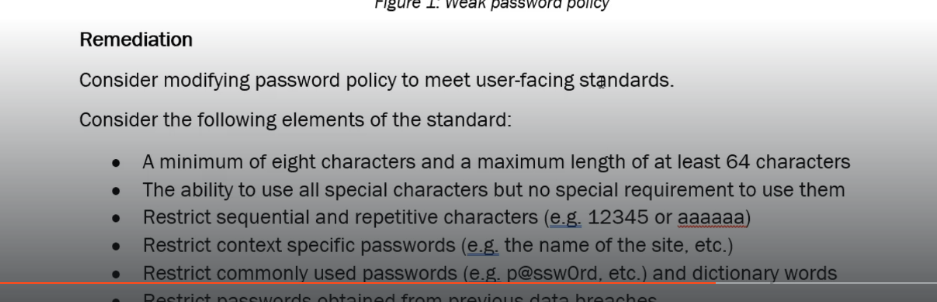 Figure 1: Weak password policy
Remediation
Consider modifying password policy to meet user-facing standards.
Consider the following elements of the standard:
• A minimum of eight characters and a maximum length of at least 64 characters
• The ability to use all special characters but no special requirement to use them
• Restrict sequential and repetitive characters (e.g. 12345 or aaaaaa)
• Restrict context specific passwords (e.g. the name of the site, etc.)
• Restrict commonly used passwords (e.g. p@ssw0rd, etc.) and dictionary words
• Restrict passwords obtained from previous data breaches